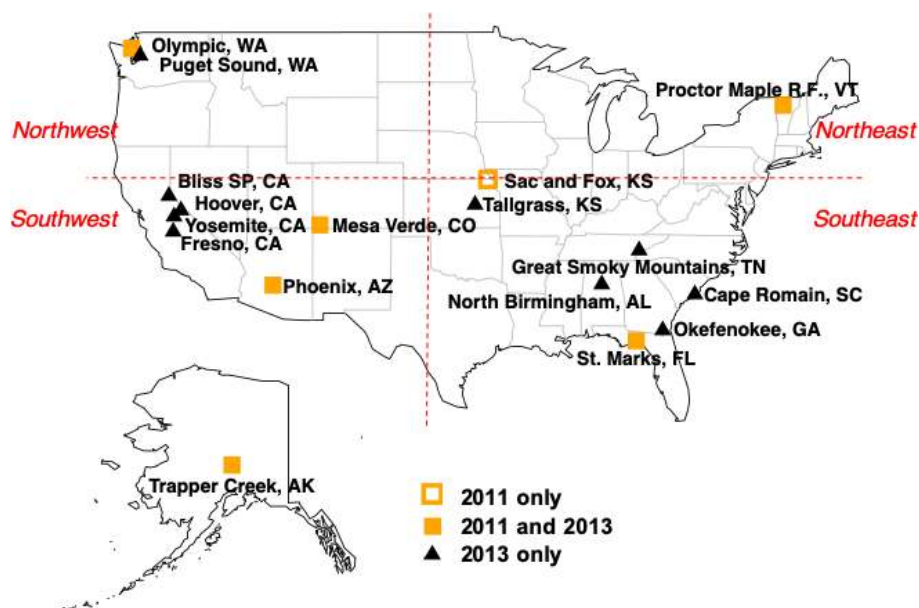 Olympic, WA
Puget Sound, WA
Proctor Maple R.F., VT
Northwest
Northeast
Bliss SP, CA
Sac and Fox, KS
Hoover, CA
Tallgrass, KS
Southwest
Southeast
Yosemite, CA
Mesa Verde, CO
Fresno, CA
Great Smoky Mountains, TN
Phoenix, AZ
North Birmingham, AL
Cape Romain, SC
Okefenokee, GA
St. Marks, FL
Trapper Creek, AK
2011 only
2011 and 2013
2013 only